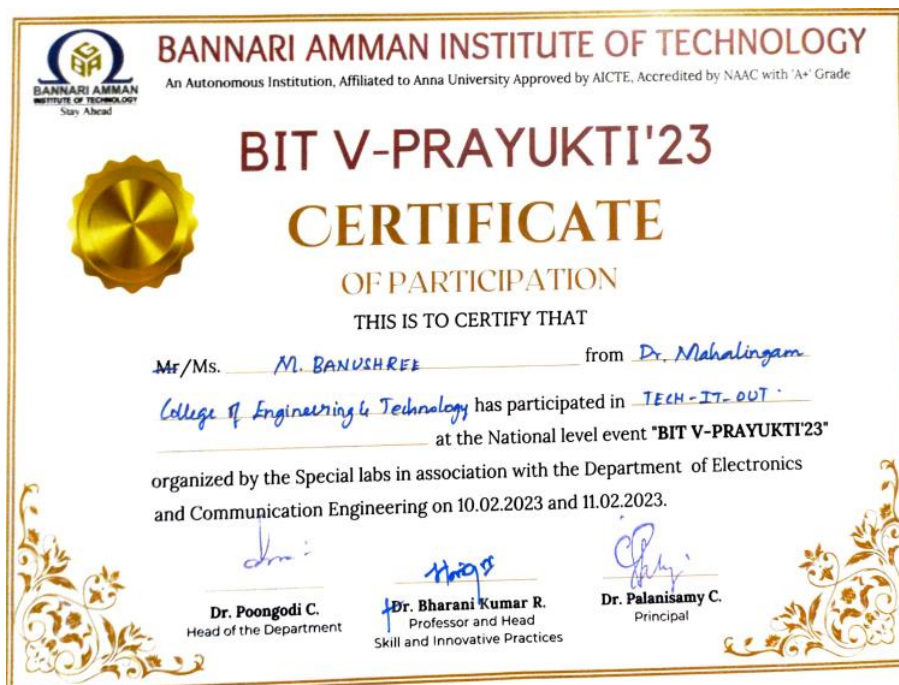 BANNARI AMMAN INSTITUTE OF TECHNOLOGY
An Autonomous Institution, Affiliated to Anna University Approved by AICTE, Accredited by NAAC with 'A+' Grade
BANNARI AMMAN
INSTITUTE OF TECHNOLOGY
Stay Ahead
BIT V-PRAYUKTI'23
CERTIFICATE
OF PARTICIPATION
THIS IS TO CERTIFY THAT
Mr/Ms. M. BANUSHREE from Dr. Mahalingam
College of Engineering & Technology has participated in TECH-IT-OUT.
at the National level event "BIT V-PRAYUKTI'23"
organized by the Special labs in association with the Department of Electronics
and Communication Engineering on 10.02.2023 and 11.02.2023.
Dr. Poongodi C.
Head of the Department
Dr. Bharani Kumar R.
Professor and Head
Skill and Innovative Practices
Dr. Palanisamy C.
Principal